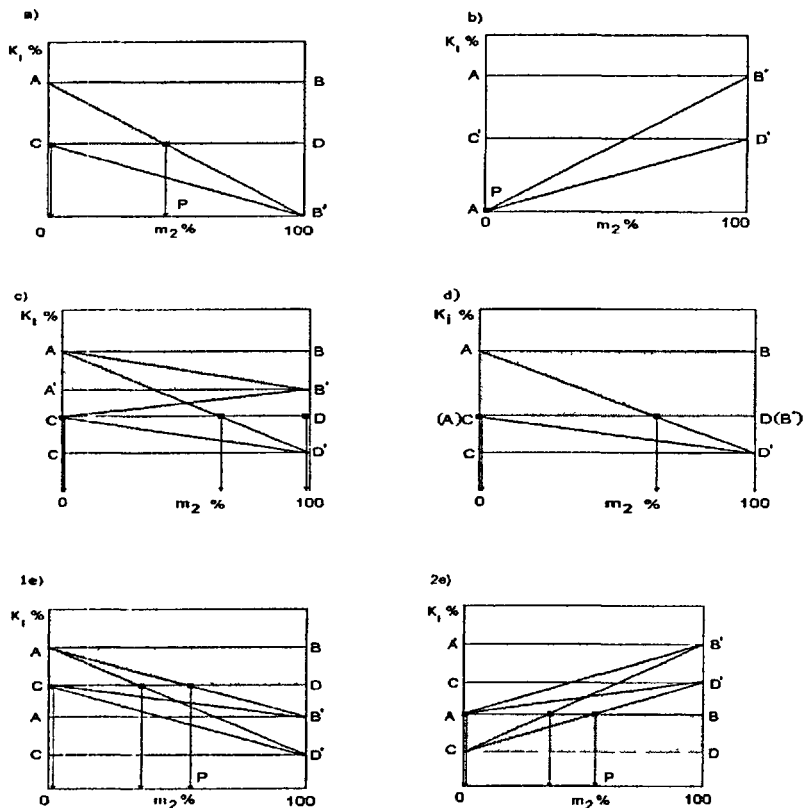 a)
K₁ %
A B
C D
P
B'
0 100
m₂ %
b)
K₁ %
A B'
C' D'
P
A
0 100
m₂ %
c)
K₁ %
A B
A' B'
C D
C D'
0 100
m₂ %
d)
K₁ %
A B
(A)C D(B')
C D'
0 100
m₂ %
1e)
K₁ %
A B
C D
A B'
C D'
P
0 100
m₂ %
2e)
K₁ %
A B'
C D'
A B
C D
P
0 100
m₂ %